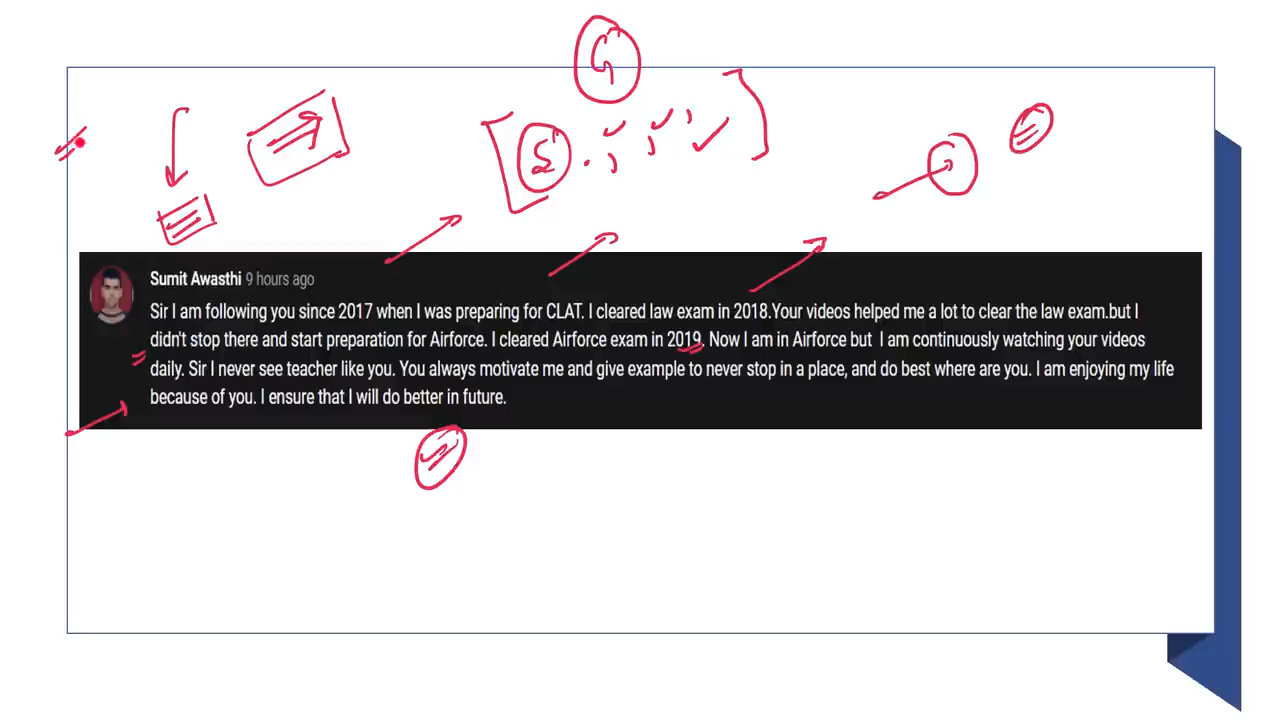 G
S
Sumit Awasthi 9 hours ago
Sir I am following you since 2017 when I was preparing for CLAT. I cleared law exam in 2018.Your videos helped me a lot to clear the law exam.but I
didn't stop there and start preparation for Airforce. I cleared Airforce exam in 2019. Now I am in Airforce but I am continuously watching your videos
daily. Sir I never see teacher like you. You always motivate me and give example to never stop in a place, and do best where are you. I am enjoying my life
because of you. I ensure that I will do better in future.